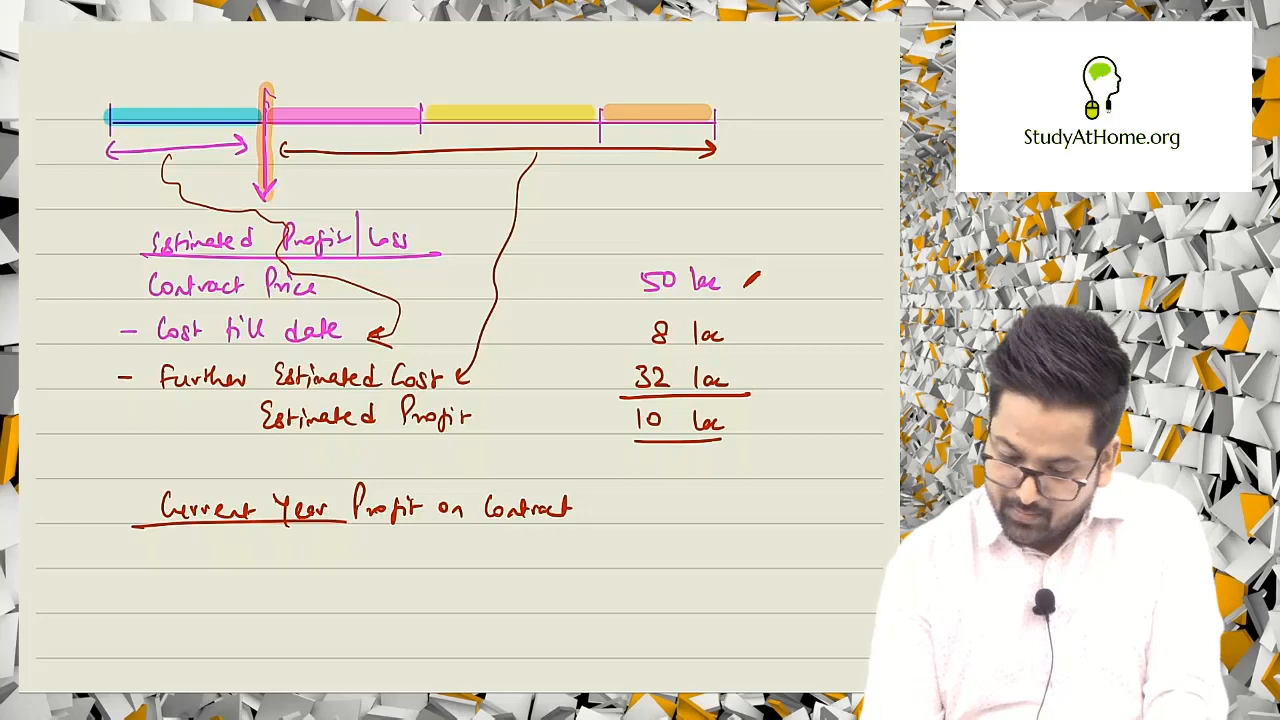 StudyAtHome.org
Estimated Profit | Loss
Contract Price 50 lac
- Cost till date 8 lac
- Further Estimated Cost 32 lac
Estimated Profit 10 lac
Current Year Profit on Contract